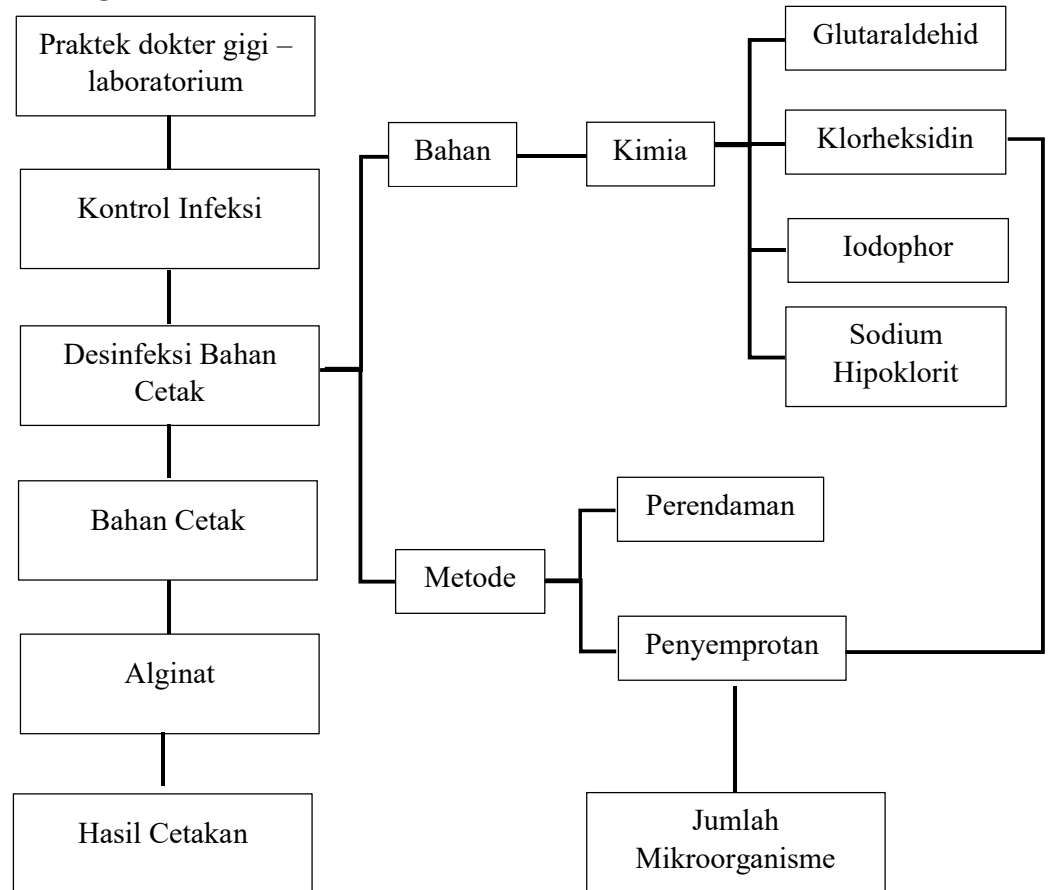 Praktek dokter gigi –
laboratorium
Kontrol Infeksi
Desinfeksi Bahan
Cetak
Bahan Cetak
Alginat
Hasil Cetakan
Bahan
Kimia
Glutaraldehid
Klorheksidin
Iodophor
Sodium
Hipoklorit
Metode
Perendaman
Penyemprotan
Jumlah
Mikroorganisme